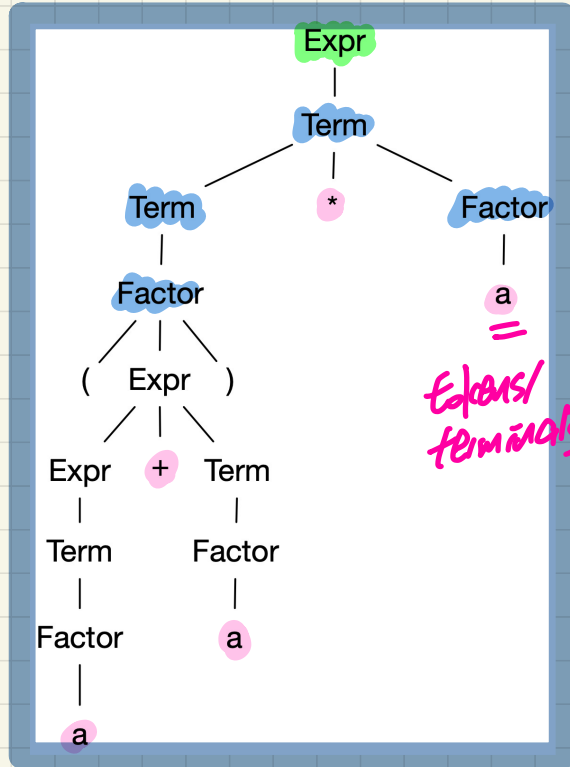 Expr
Term
Term * Factor
Factor a
( Expr )
tokens/
terminals
Expr + Term
Term Factor
Factor a
a